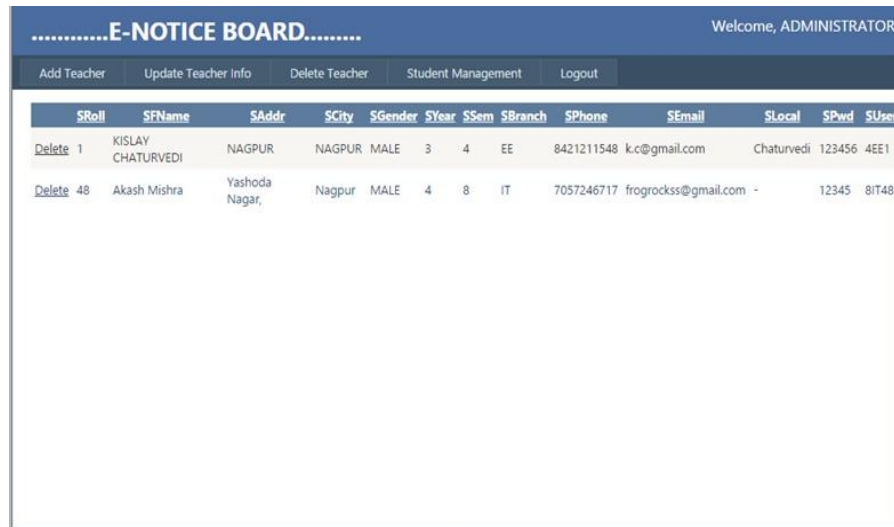 ............E-NOTICE BOARD......... Welcome, ADMINISTRATOR
Add Teacher Update Teacher Info Delete Teacher Student Management Logout
SRoll SFName SAddr SCity SGender SYear SSem SBranch SPhone SEmail SLocal SPwd SUser
Delete 1 KISLAY CHATURVEDI NAGPUR NAGPUR MALE 3 4 EE 8421211548 k.c@gmail.com Chaturvedi 123456 4EE1
Delete 48 Akash Mishra Yashoda Nagar, Nagpur MALE 4 8 IT 7057246717 frogrockss@gmail.com - 12345 8IT48